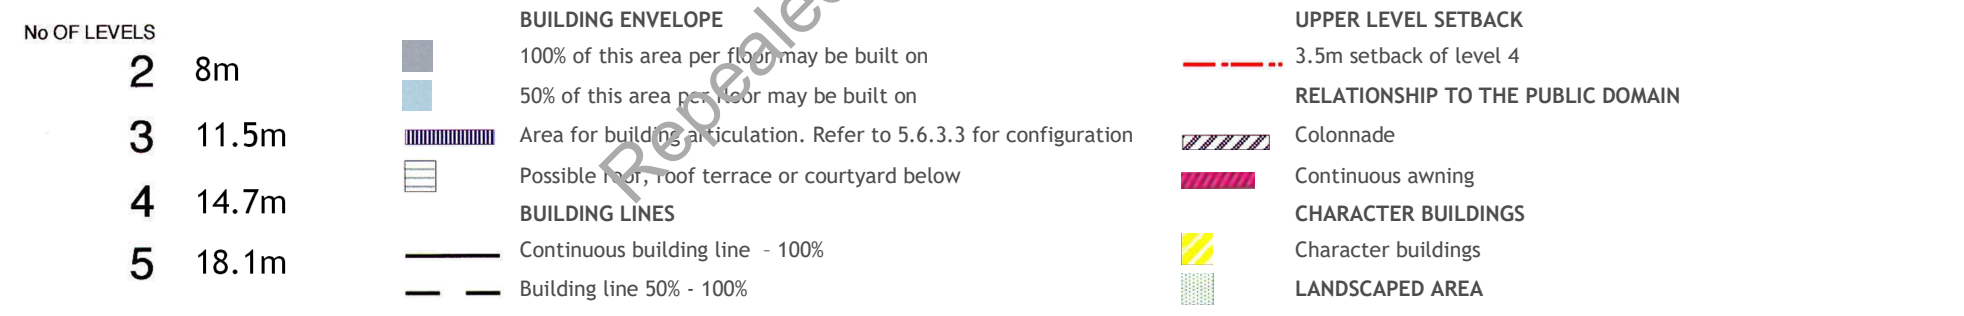 No OF LEVELS
2 8m
3 11.5m
4 14.7m
5 18.1m
BUILDING ENVELOPE
100% of this area per floor may be built on
50% of this area per floor may be built on
Area for building articulation. Refer to 5.6.3.3 for configuration
Possible roof, roof terrace or courtyard below
BUILDING LINES
Continuous building line - 100%
Building line 50% - 100%
UPPER LEVEL SETBACK
3.5m setback of level 4
RELATIONSHIP TO THE PUBLIC DOMAIN
Colonnade
Continuous awning
CHARACTER BUILDINGS
Character buildings
LANDSCAPED AREA
Repealed